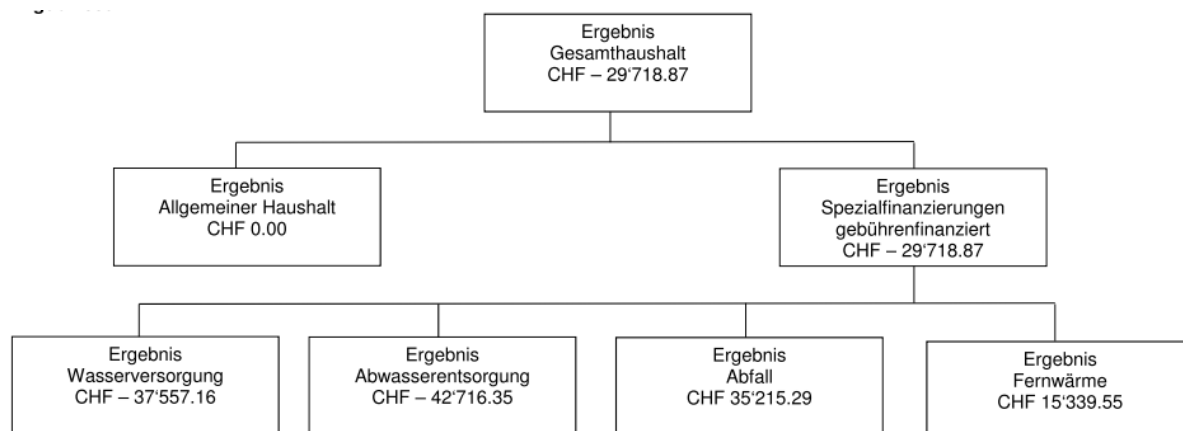 Ergebnis
Gesamthaushalt
CHF – 29‘718.87
Ergebnis
Allgemeiner Haushalt
CHF 0.00
Ergebnis
Spezialfinanzierungen
gebührenfinanziert
CHF – 29‘718.87
Ergebnis
Wasserversorgung
CHF – 37‘557.16
Ergebnis
Abwasserentsorgung
CHF – 42‘716.35
Ergebnis
Abfall
CHF 35‘215.29
Ergebnis
Fernwärme
CHF 15‘339.55